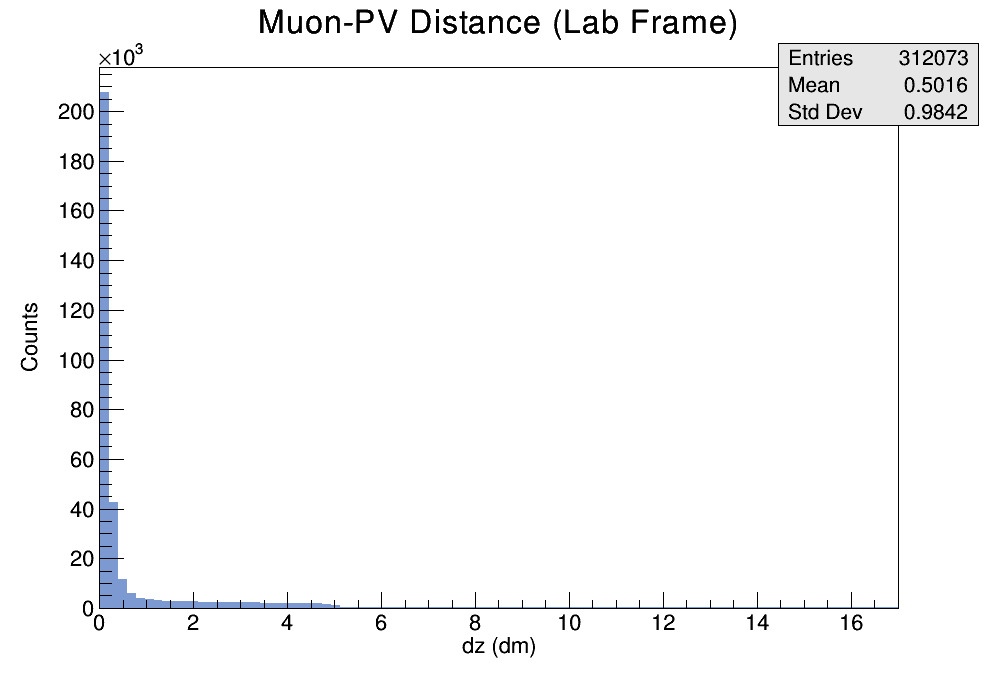 Muon-PV Distance (Lab Frame)
×10³
Entries 312073
Mean 0.5016
Std Dev 0.9842
200
180
160
140
120
100
80
60
40
20
0
Counts
0 2 4 6 8 10 12 14 16
dz (dm)